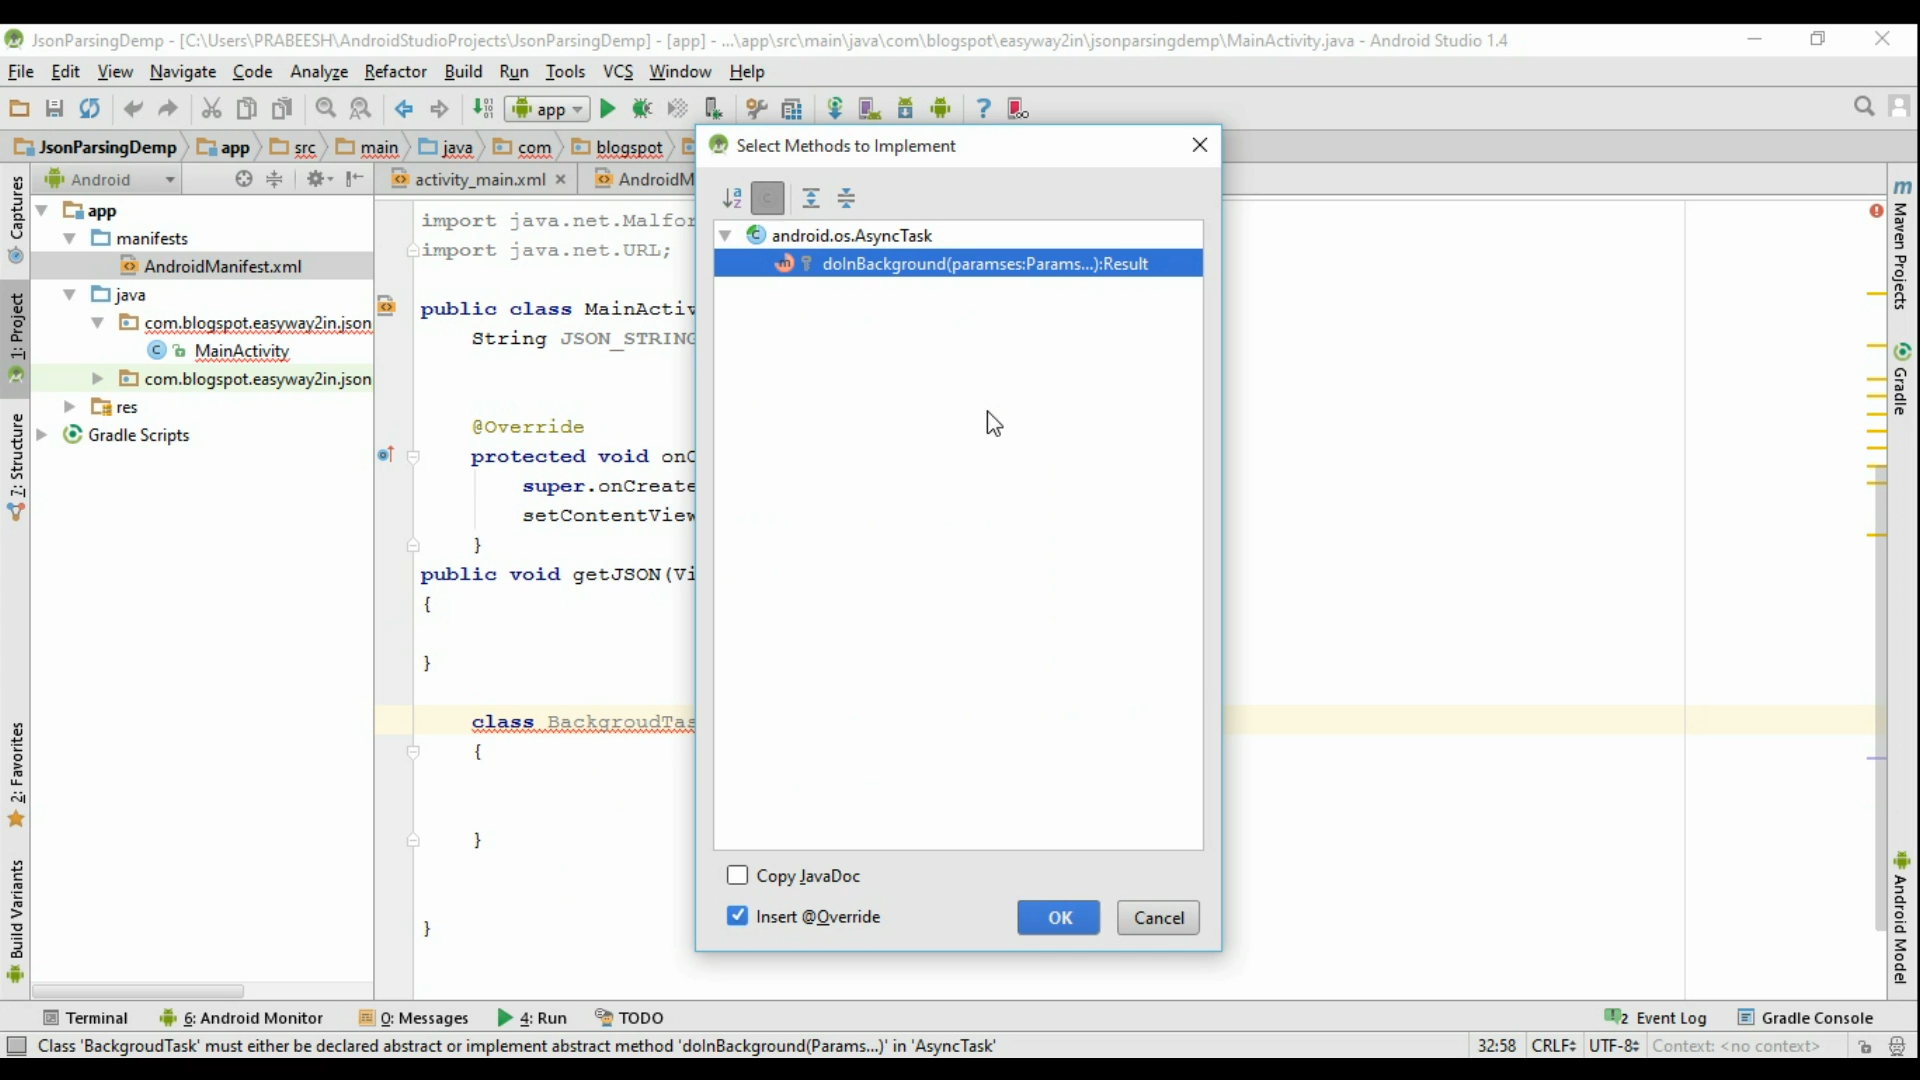 JsonParsingDemp - [C:\Users\PRABEESH\AndroidStudioProjects\JsonParsingDemp] - [app] - ...\app\src\main\java\com\blogspot\easyway2in\jsonparsingdemp\MainActivity.java - Android Studio 1.4
File Edit View Navigate Code Analyze Refactor Build Run Tools VCS Window Help
app
JsonParsingDemp app src main java com blogspot
Select Methods to Implement
Android
activity_main.xml
AndroidM
android.os.AsyncTask
doInBackground(paramses:Params...):Result
Copy JavaDoc
Insert @Override
OK
Cancel
app
manifests
AndroidManifest.xml
java
com.blogspot.easyway2in.json
MainActivity
com.blogspot.easyway2in.json
res
Gradle Scripts
import java.net.Malfor
import java.net.URL;
public class MainActiv
String JSON_STRING
@Override
protected void onC
super.onCreate
setContentView
}
public void getJSON(Vi
{
}
class BackgroudTas
{
}
}
Captures
1: Project
7: Structure
2: Favorites
Build Variants
m
Maven Projects
Gradle
Android Model
Terminal
6: Android Monitor
0: Messages
4: Run
TODO
2 Event Log
Gradle Console
Class 'BackgroudTask' must either be declared abstract or implement abstract method 'doInBackground(Params...)' in 'AsyncTask'
32:58 CRLF UTF-8 Context: <no context>